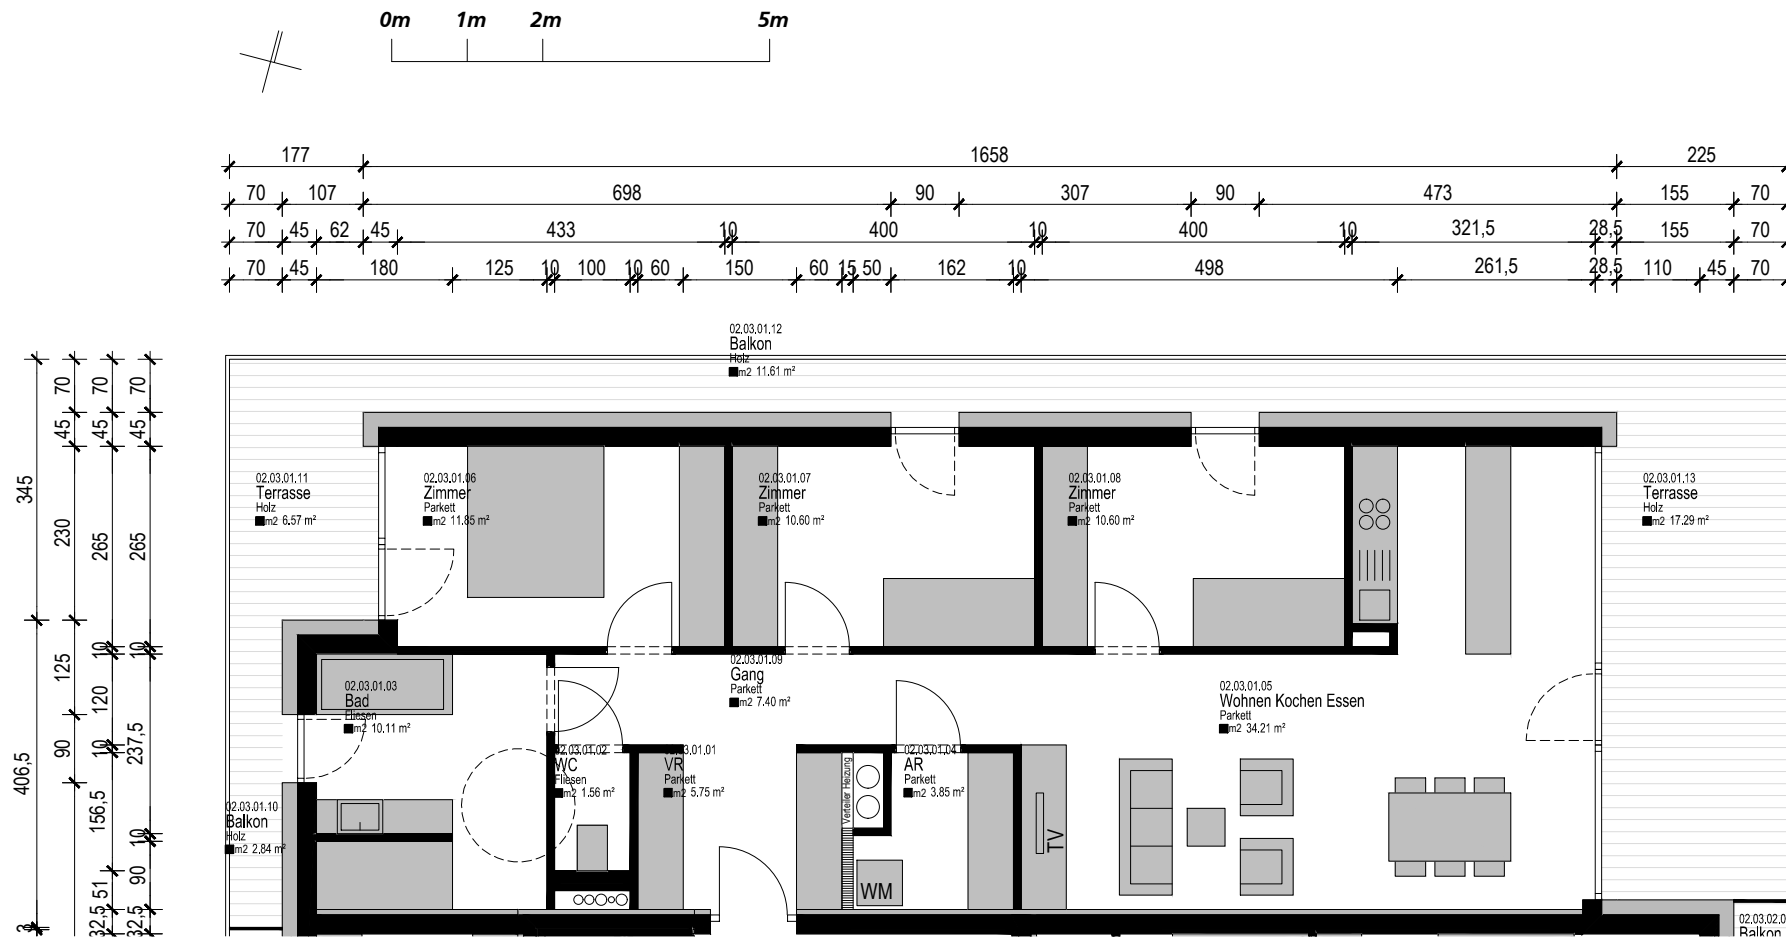 0m 1m 2m 5m
177 1658 225
70 107 698 90 307 90 473 155 70
70 45 62 45 433 10 400 10 400 10 321,5 28,5 155 70
70 45 180 125 10 100 10 60 150 60 15 50 162 10 498 261,5 28,5 110 45 70
345 406,5 3
70 45 230 125 90
70 45 265 10 120 10 156,5 51 32,5
70 45 265 10 237,5 10 90 32,5
02.03.01.12
Balkon
Holz
m2 11.61 m²
02.03.01.11
Terrasse
Holz
m2 6.57 m²
02.03.01.06
Zimmer
Parkett
m2 11.85 m²
02.03.01.07
Zimmer
Parkett
m2 10.60 m²
02.03.01.08
Zimmer
Parkett
m2 10.60 m²
02.03.01.13
Terrasse
Holz
m2 17.29 m²
02.03.01.03
Bad
Fliesen
m2 10.11 m²
02.03.01.09
Gang
Parkett
m2 7.40 m²
02.03.01.05
Wohnen Kochen Essen
Parkett
m2 34.21 m²
02.03.01.10
Balkon
Holz
m2 2.84 m²
02.03.01.02
WC
Fliesen
m2 1.56 m²
02.03.01.01
VR
Parkett
m2 5.75 m²
Verteiler Heizung
02.03.01.04
AR
Parkett
m2 3.85 m²
WM
TV
02.03.02.0
Balkon